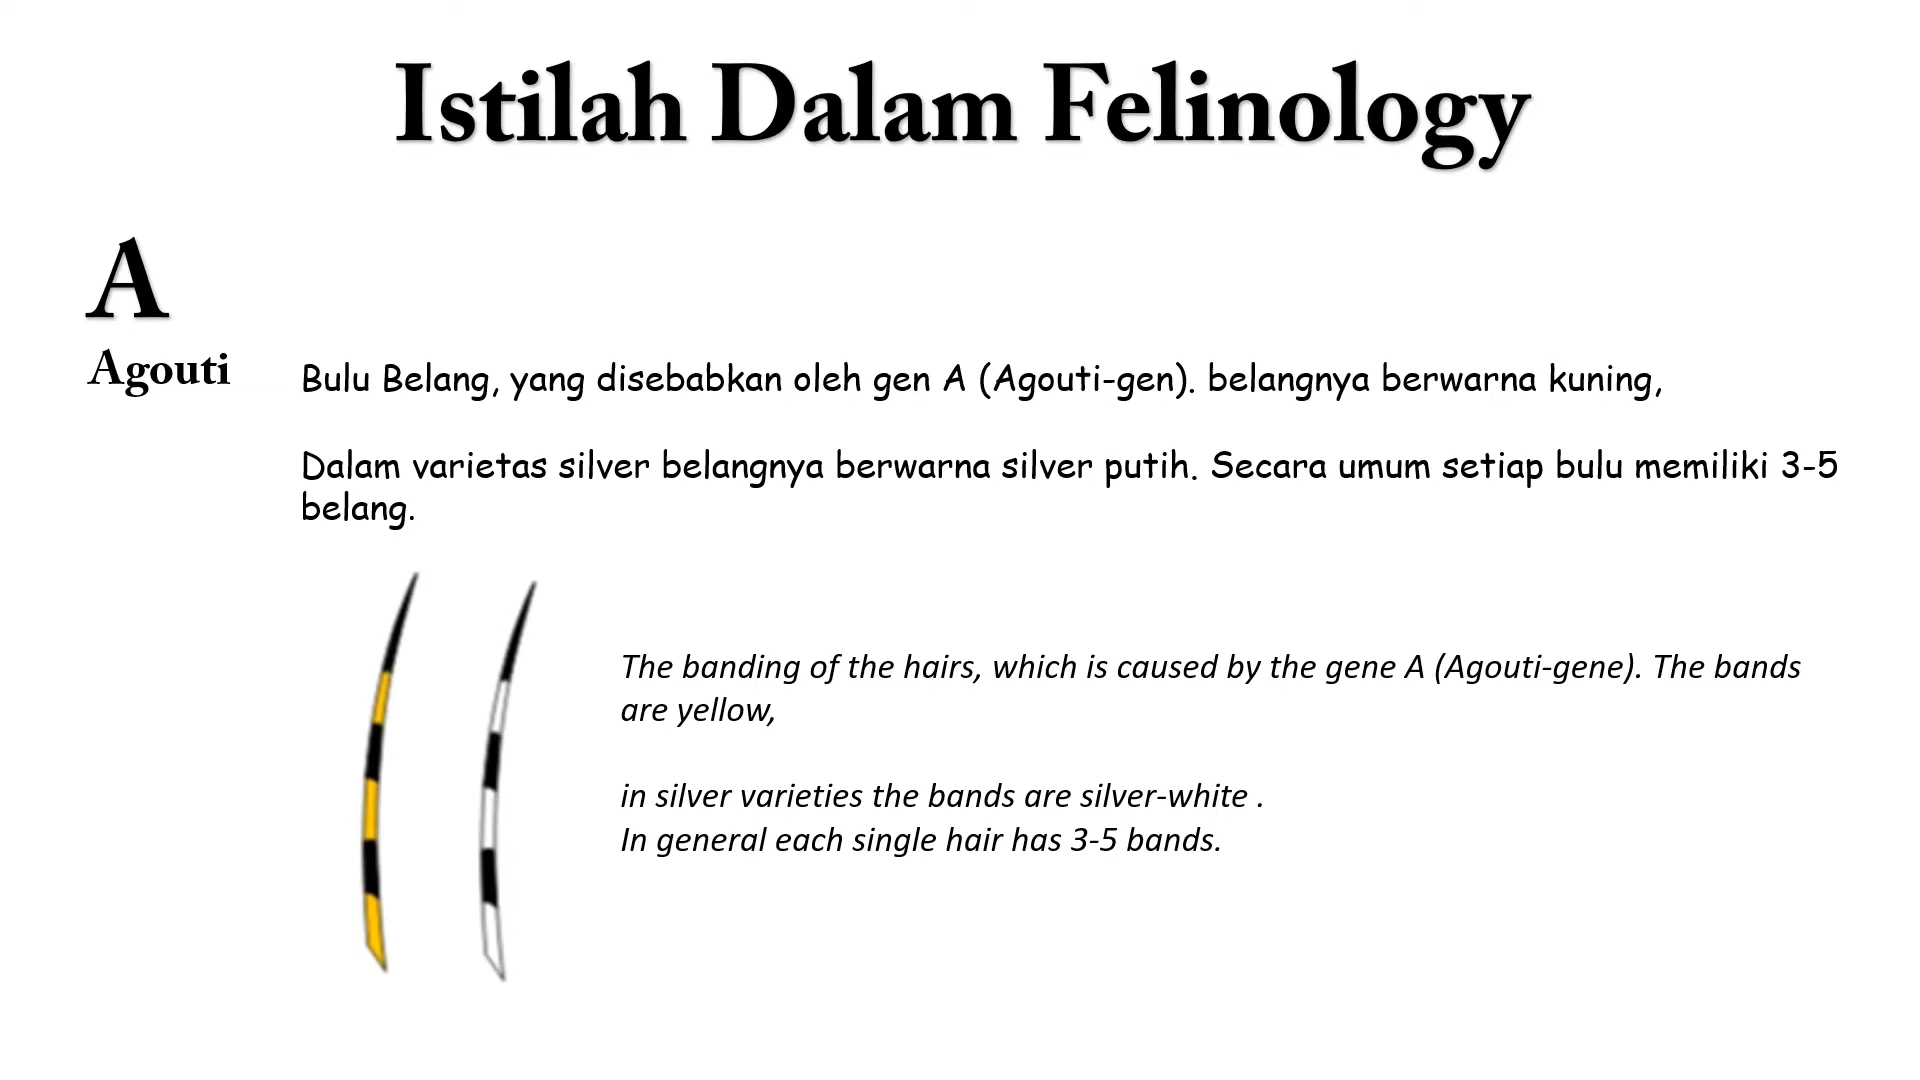 Istilah Dalam Felinology
A
Agouti
Bulu Belang, yang disebabkan oleh gen A (Agouti-gen). belangnya berwarna kuning,
Dalam varietas silver belangnya berwarna silver putih. Secara umum setiap bulu memiliki 3-5
belang.
The banding of the hairs, which is caused by the gene A (Agouti-gene). The bands
are yellow,
in silver varieties the bands are silver-white .
In general each single hair has 3-5 bands.